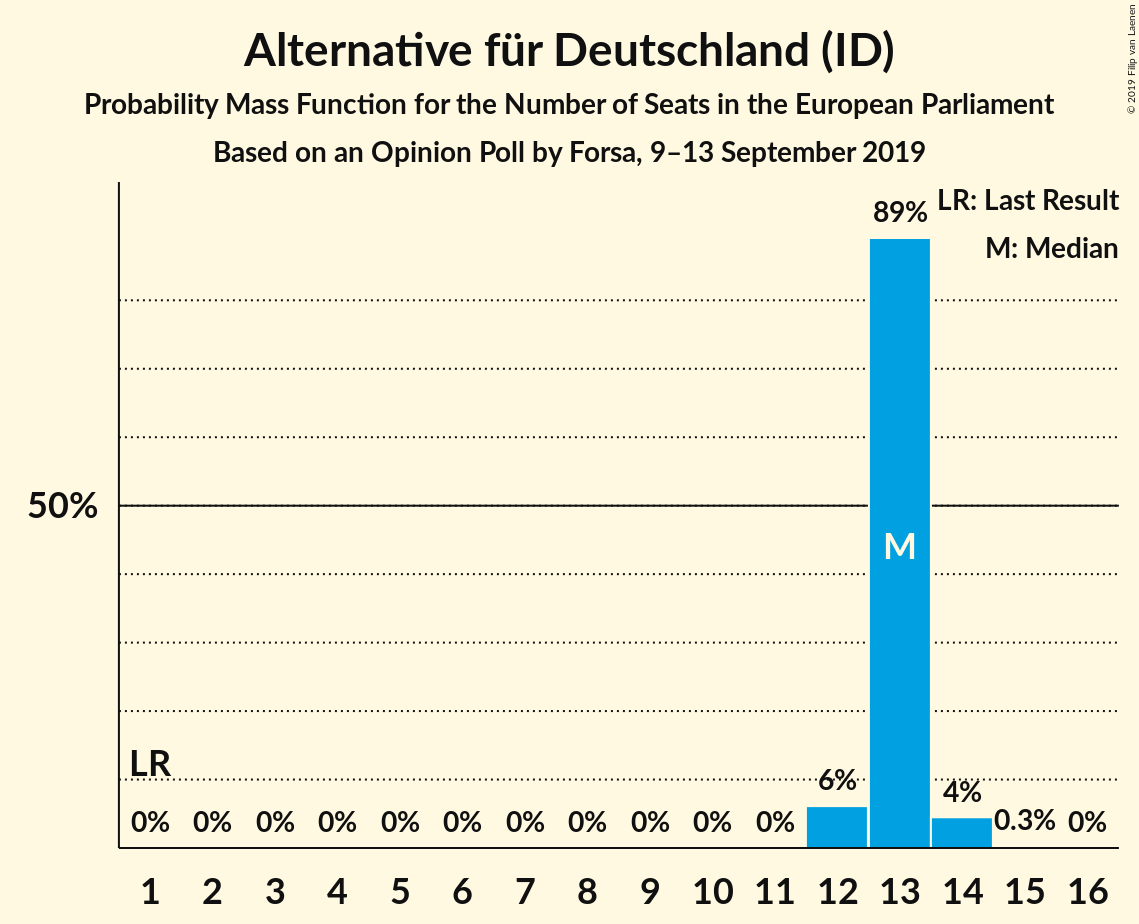 Alternative für Deutschland (ID)
Probability Mass Function for the Number of Seats in the European Parliament
Based on an Opinion Poll by Forsa, 9–13 September 2019
© 2019 Filip van Laenen
LR: Last Result
M: Median
89%
50%
M
LR
0% 0% 0% 0% 0% 0% 0% 0% 0% 0% 0% 6% 4% 0.3% 0%
1 2 3 4 5 6 7 8 9 10 11 12 13 14 15 16